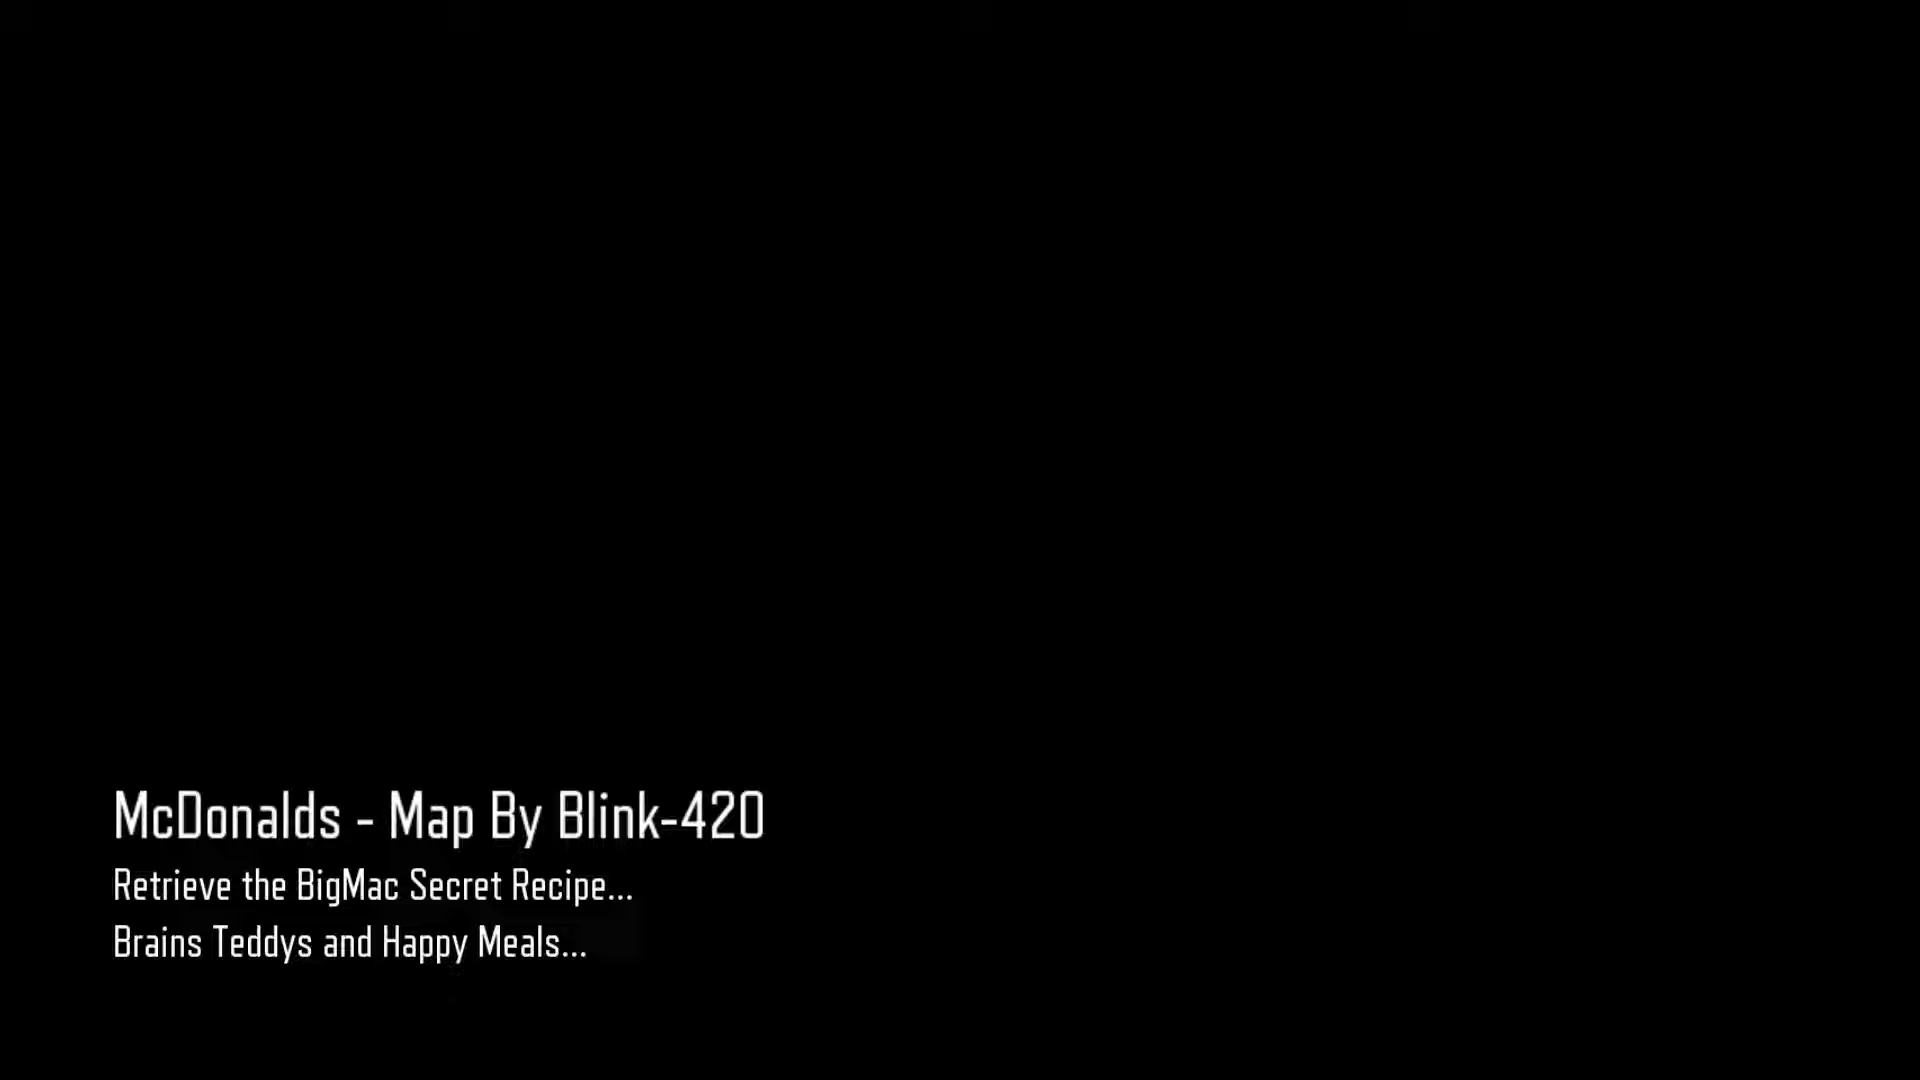 McDonalds - Map By Blink-420
Retrieve the BigMac Secret Recipe...
Brains Teddys and Happy Meals...